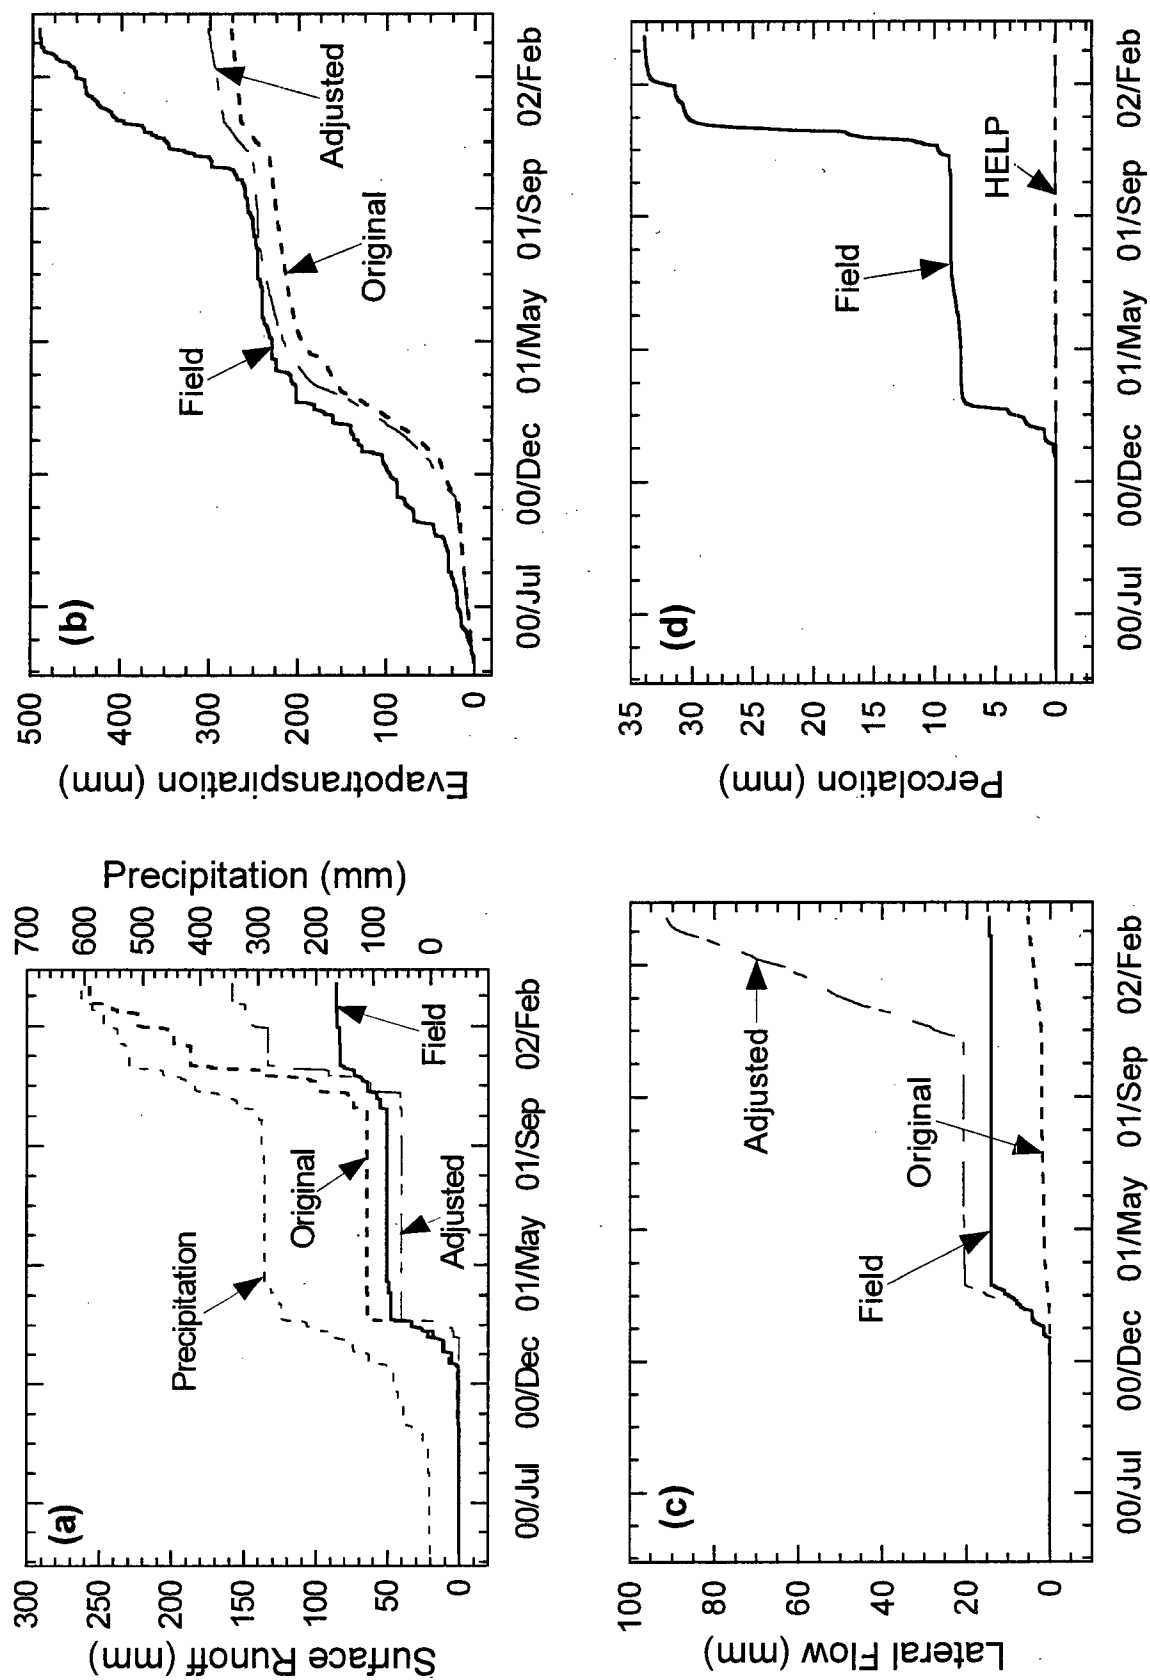 (a)
Surface Runoff (mm)
300
250
200
150
100
50
0
Precipitation (mm)
700
600
500
400
300
200
100
0
Precipitation
Original
Adjusted
Field
00/Jul 00/Dec 01/May 01/Sep 02/Feb
(b)
Evapotranspiration (mm)
500
400
300
200
100
0
Field
Original
Adjusted
00/Jul 00/Dec 01/May 01/Sep 02/Feb
(c)
Lateral Flow (mm)
100
80
60
40
20
0
Adjusted
Field
Original
00/Jul 00/Dec 01/May 01/Sep 02/Feb
(d)
Percolation (mm)
35
30
25
20
15
10
5
0
Field
HELP
00/Jul 00/Dec 01/May 01/Sep 02/Feb